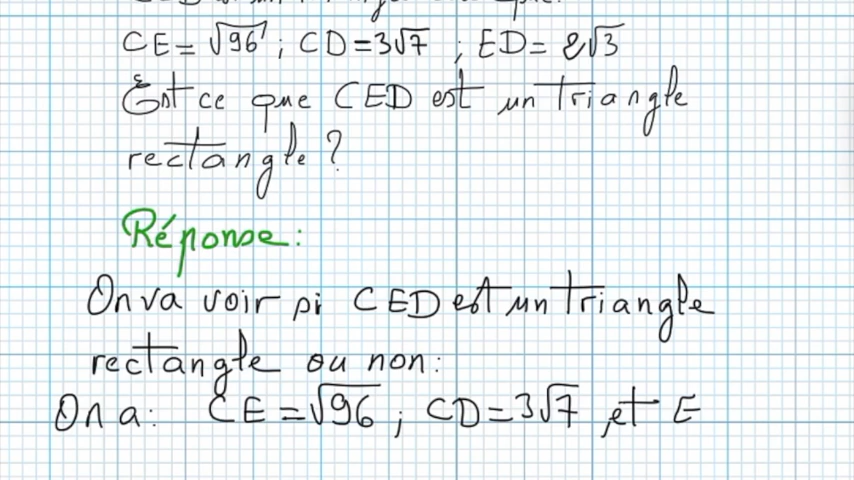 CE = √96 ; CD = 3√7 ; ED = 2√3
Est ce que CED est un triangle
rectangle ?
Réponse :
On va voir si CED est un triangle
rectangle ou non :
On a : CE = √96 ; CD = 3√7 , et E